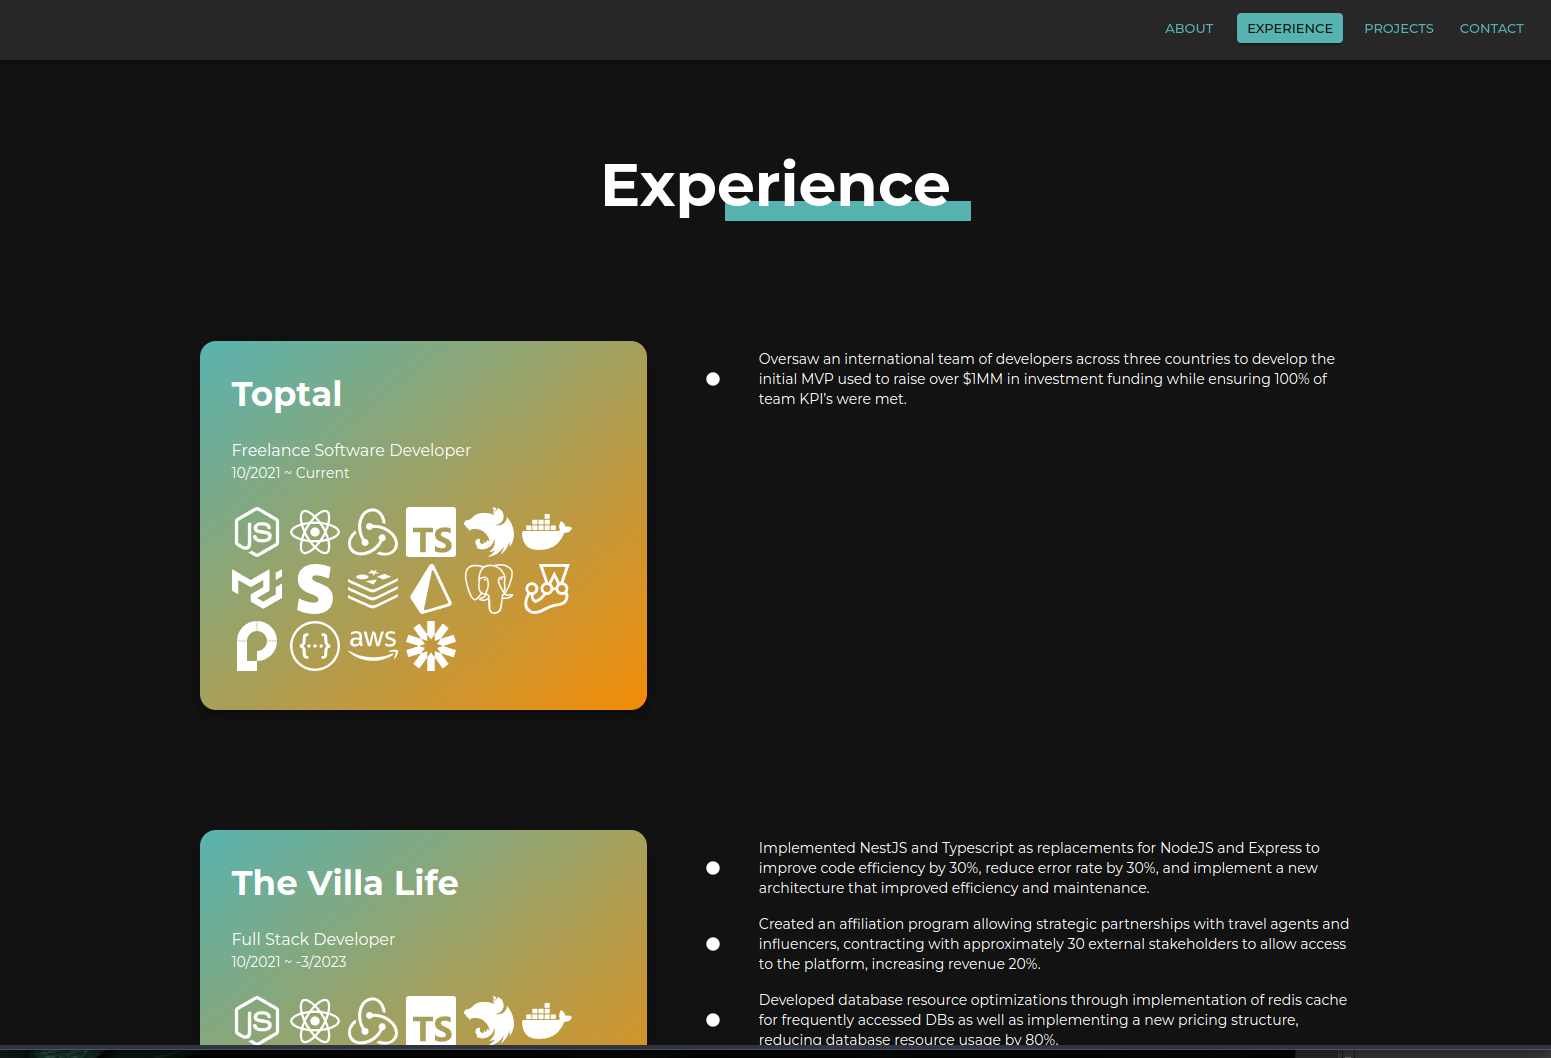 ABOUT EXPERIENCE PROJECTS CONTACT
Experience
Toptal
Freelance Software Developer
10/2021 ~ Current
JS TS
S
{···}
aws
Oversaw an international team of developers across three countries to develop the
initial MVP used to raise over $1MM in investment funding while ensuring 100% of
team KPI's were met.
The Villa Life
Full Stack Developer
10/2021 ~ -3/2023
JS TS
Implemented NestJS and Typescript as replacements for NodeJS and Express to
improve code efficiency by 30%, reduce error rate by 30%, and implement a new
architecture that improved efficiency and maintenance.
Created an affiliation program allowing strategic partnerships with travel agents and
influencers, contracting with approximately 30 external stakeholders to allow access
to the platform, increasing revenue 20%.
Developed database resource optimizations through implementation of redis cache
for frequently accessed DBs as well as implementing a new pricing structure,
reducing database resource usage by 80%.